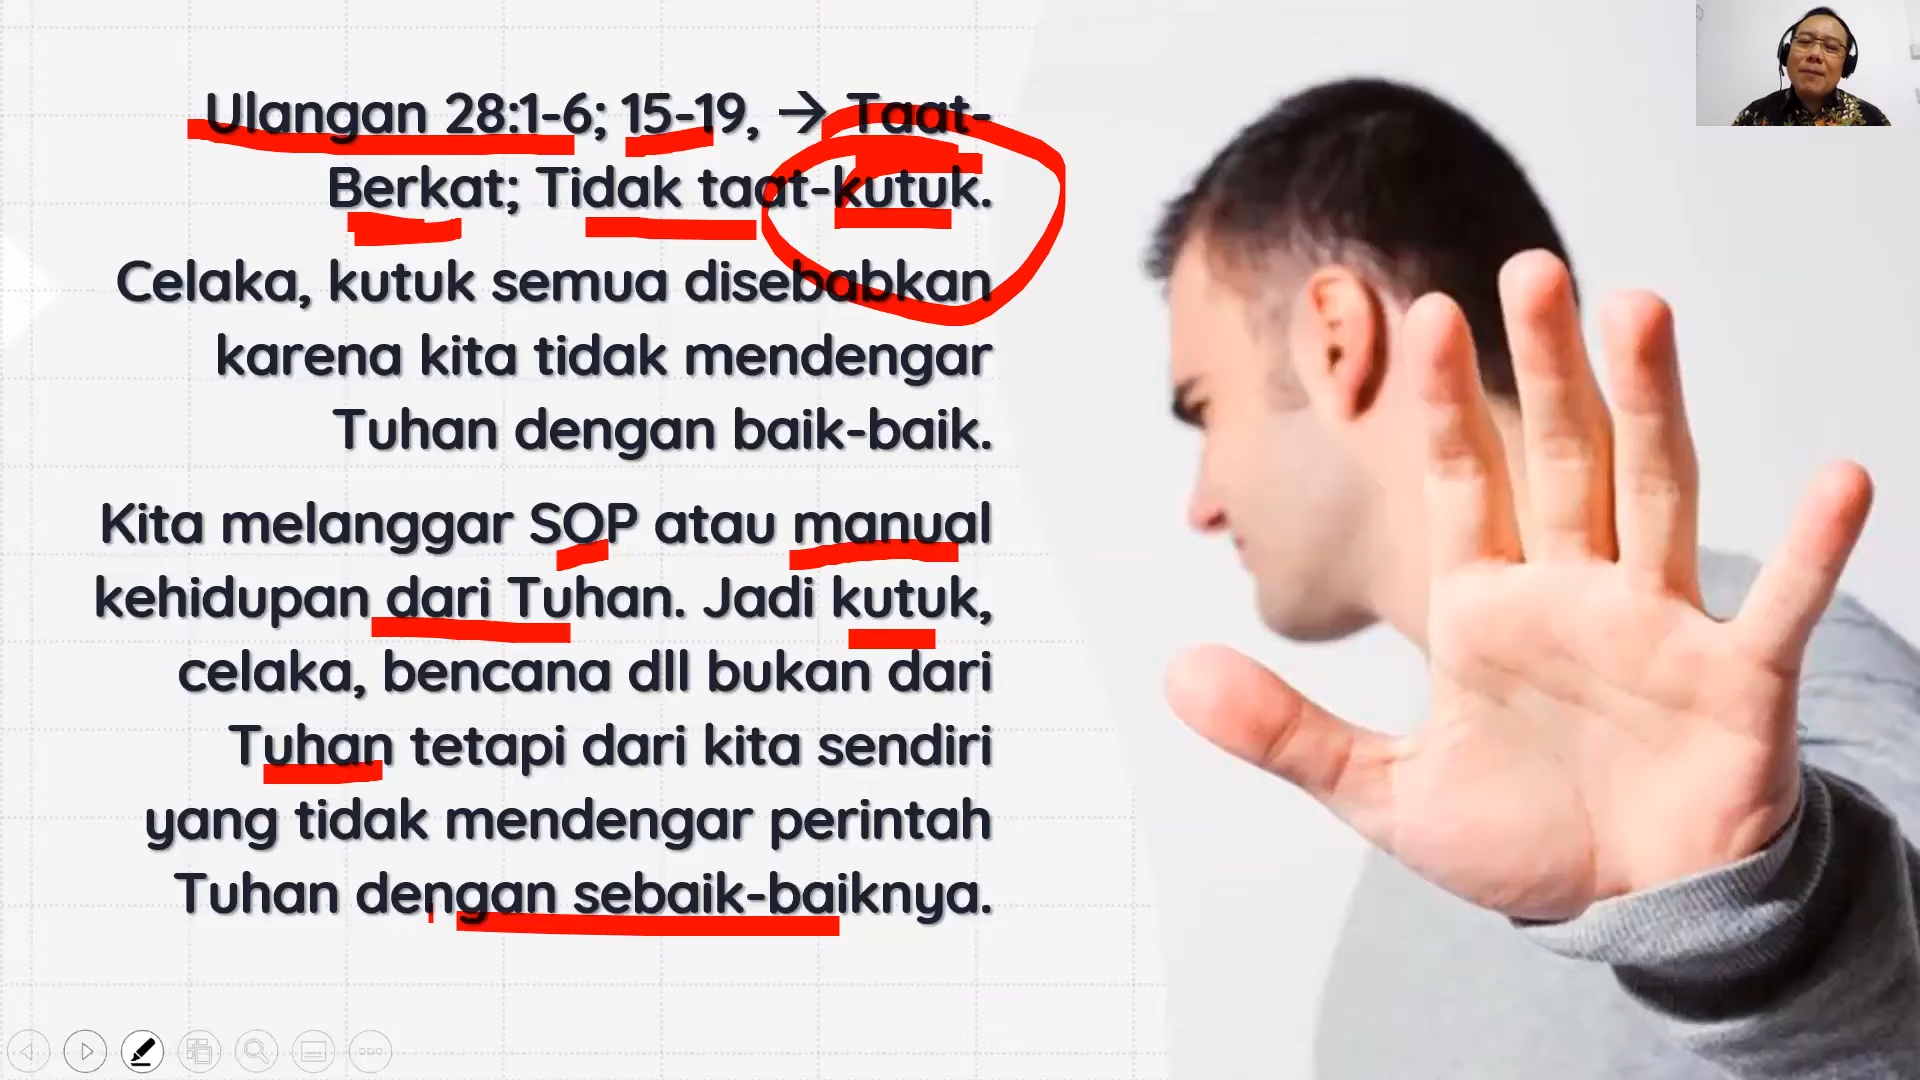 Ulangan 28:1-6; 15-19, → Taat-
Berkat; Tidak taat-kutuk.
Celaka, kutuk semua disebabkan
karena kita tidak mendengar
Tuhan dengan baik-baik.
Kita melanggar SOP atau manual
kehidupan dari Tuhan. Jadi kutuk,
celaka, bencana dll bukan dari
Tuhan tetapi dari kita sendiri
yang tidak mendengar perintah
Tuhan dengan sebaik-baiknya.